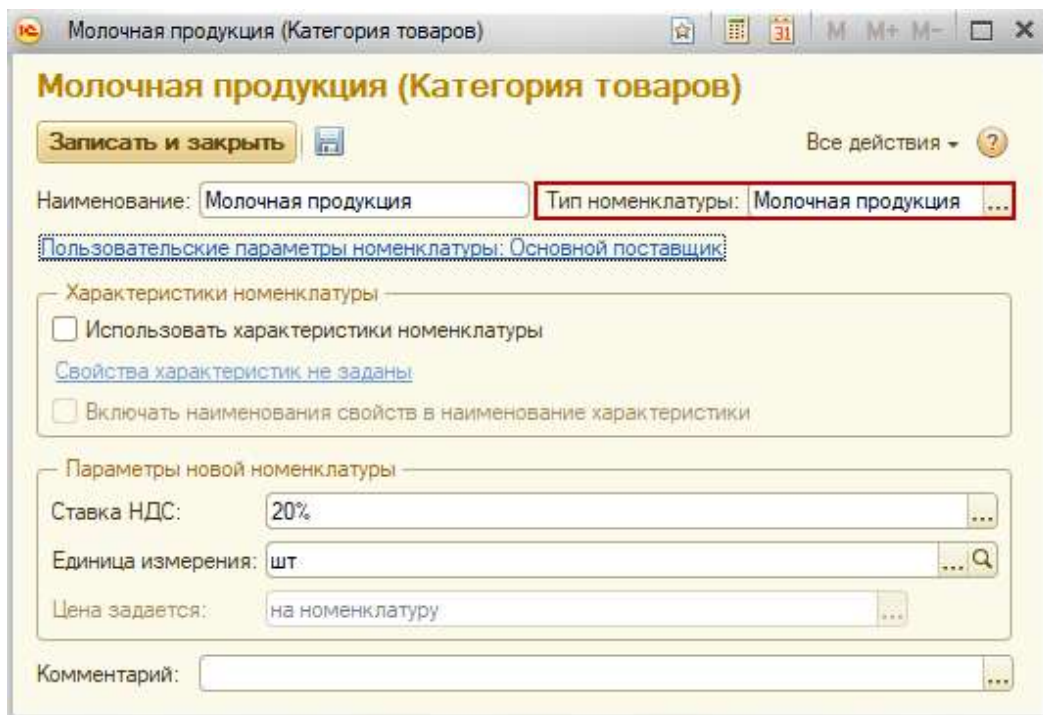 1С Молочная продукция (Категория товаров) 31 M M+ M-
Молочная продукция (Категория товаров)
Записать и закрыть Все действия ?
Наименование: Молочная продукция Тип номенклатуры: Молочная продукция ...
Пользовательские параметры номенклатуры: Основной поставщик
Характеристики номенклатуры
Использовать характеристики номенклатуры
Свойства характеристик не заданы
Включать наименования свойств в наименование характеристики
Параметры новой номенклатуры
Ставка НДС: 20% ...
Единица измерения: шт ...
Цена задается: на номенклатуру ...
Комментарий: ...